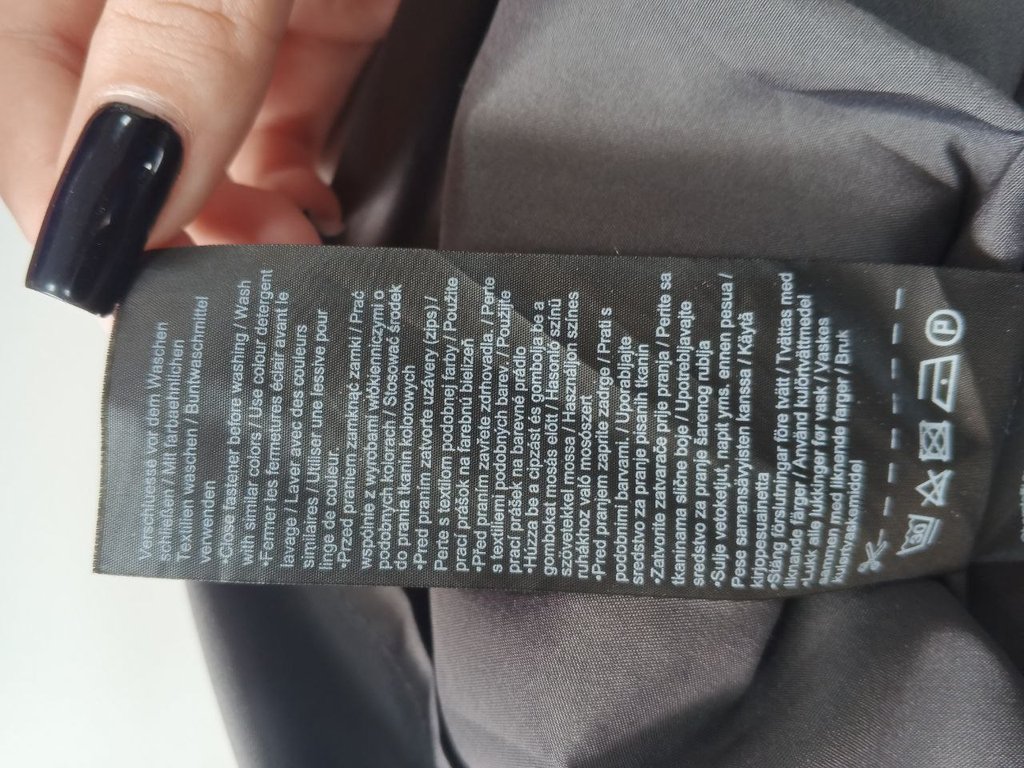 Verschluesse vor dem Waschen
schließen / Mit farbaehnlichen
Textilien waschen / Buntwaschmittel
verwenden
•Close fastener before washing / Wash
with similar colors / Use colour detergent
•Fermer les fermetures éclair avant le
lavage / Laver avec des couleurs
similaires / Utiliser une lessive pour
linge de couleur.
•Przed praniem zamknąć zamki / Prać
wspólnie z wyrobami włókienniczymi o
podobnych kolorach / Stosować środek
do prania tkanin kolorowych
•Pred praním zatvorte uzávery (zips) /
Perte s textilem podobnej farby / Použite
prací prášok na farebnú bielizeň
•Před praním zavřete zdrhovadla / Perte
s textiliemi podobných barev / Použijte
prací prášek na barevné prádlo
•Húzza be a cipzást és gombolja be a
gombokat mosás előtt / Hasonló színű
szövetekkel mossa / Használjon színes
ruhákhoz való mosószert
•Pred pranjem zaprite zadrge / Prati s
podobnimi barvami. / Uporabljajte
sredstvo za pranje pisanih tkanin
•Zatvorite zatvarače prije pranja / Perite sa
tkaninama slične boje / Upotrebljavajte
sredstvo za pranje šarenog rublja
•Sulje vetoketjut, napit yms. ennen pesua /
Pese samansävyisten kanssa / Käytä
kirjopesuainetta
•Stäng förslutningar före tvätt / Tvättas med
liknande färger / Använd kulörtvättmedel
•Lukk alle lukkinger før vask / Vaskes
sammen med liknende farger / Bruk
kulørtvaskemiddel
30
P